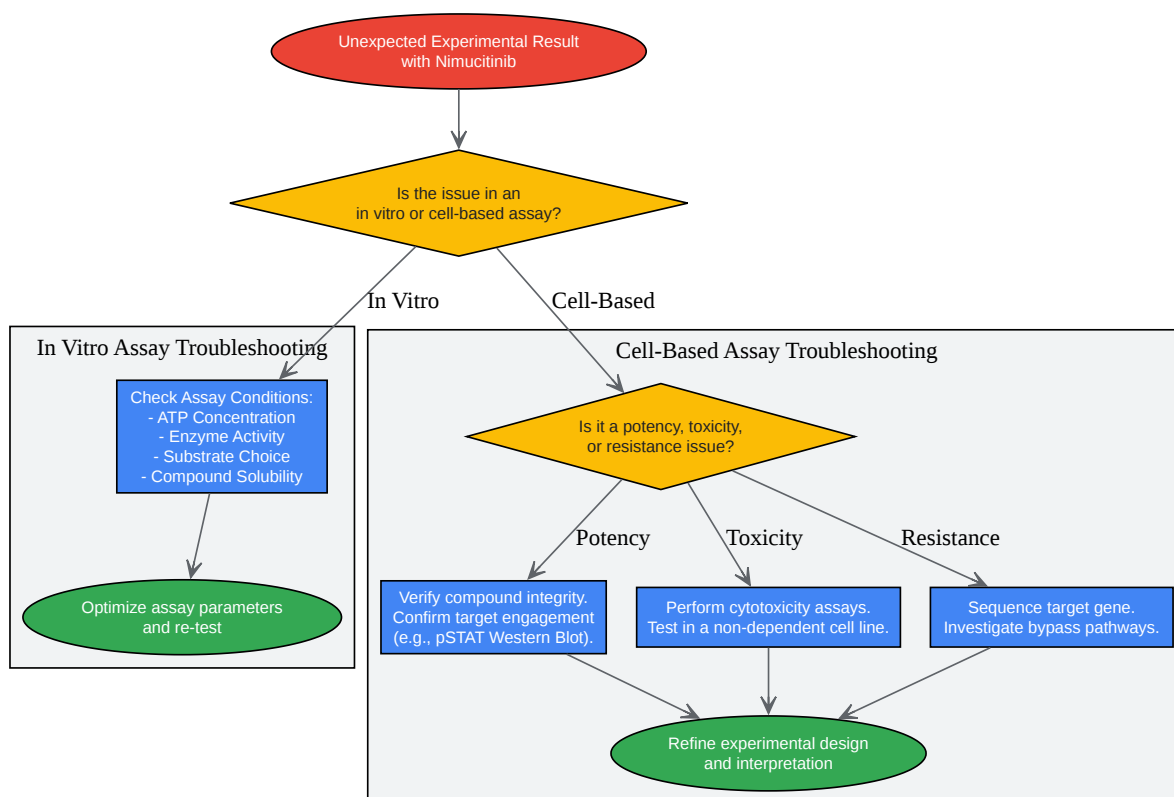 Unexpected Experimental Result
with Nimucitinib
Is the issue in an
in vitro or cell-based assay?
In Vitro
Cell-Based
In Vitro Assay Troubleshooting
Check Assay Conditions:
- ATP Concentration
- Enzyme Activity
- Substrate Choice
- Compound Solubility
Optimize assay parameters
and re-test
Cell-Based Assay Troubleshooting
Is it a potency, toxicity,
or resistance issue?
Potency
Toxicity
Resistance
Verify compound integrity.
Confirm target engagement
(e.g., pSTAT Western Blot).
Perform cytotoxicity assays.
Test in a non-dependent cell line.
Sequence target gene.
Investigate bypass pathways.
Refine experimental design
and interpretation